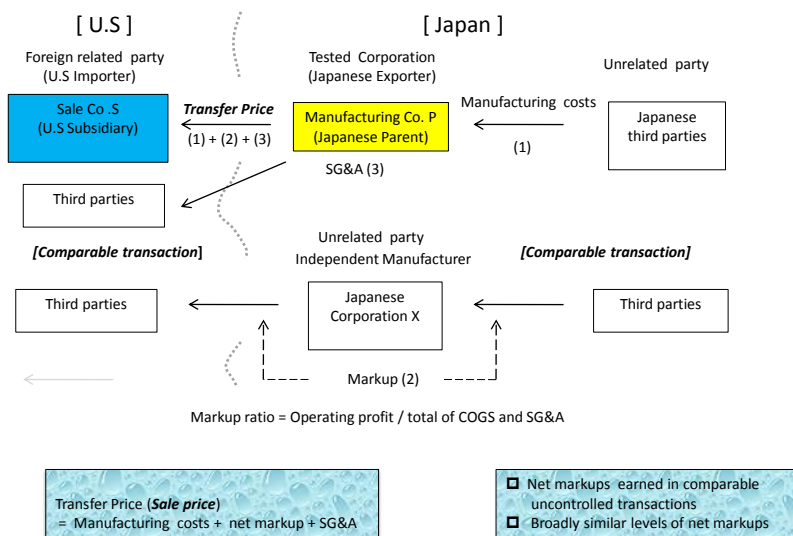 [ U.S ]
[ Japan ]
Foreign related party
(U.S Importer)
Tested Corporation
(Japanese Exporter)
Unrelated party
Sale Co .S
(U.S Subsidiary)
Transfer Price
(1) + (2) + (3)
Manufacturing Co. P
(Japanese Parent)
Manufacturing costs
(1)
Japanese
third parties
SG&A (3)
Third parties
[Comparable transaction]
Unrelated party
Independent Manufacturer
[Comparable transaction]
Third parties
Japanese
Corporation X
Third parties
Markup (2)
Markup ratio = Operating profit / total of COGS and SG&A
Transfer Price (Sale price)
= Manufacturing costs + net markup + SG&A
Net markups earned in comparable
uncontrolled transactions
Broadly similar levels of net markups